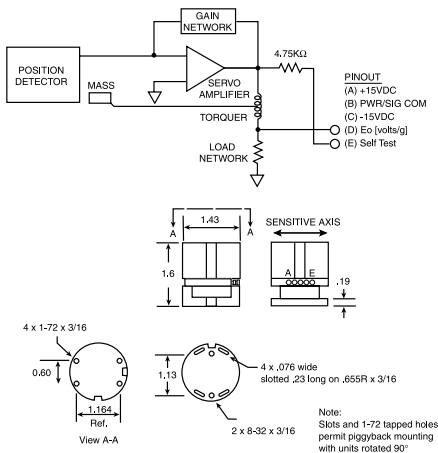 GAIN
NETWORK
POSITION
DETECTOR
MASS
SERVO
AMPLIFIER
TORQUER
4.75KΩ
LOAD
NETWORK
PINOUT
(A) +15VDC
(B) PWR/SIG COM
(C) -15VDC
(D) Eo [volts/g]
(E) Self Test
1.43
A
A
SENSITIVE AXIS
1.6
A
E
.19
4 x 1-72 x 3/16
0.60
1.164
Ref.
View A-A
1.13
4 x .076 wide
slotted .23 long on .655R x 3/16
2 x 8-32 x 3/16
Note:
Slots and 1-72 tapped holes
permit piggyback mounting
with units rotated 90°